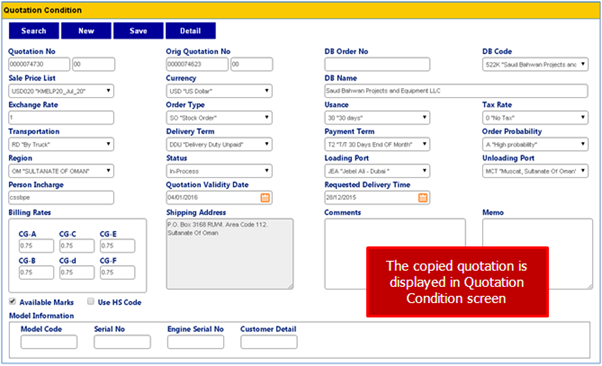 Quotation Condition
Search New Save Detail
Quotation No Orig Quotation No DB Order No DB Code
0000074730 00 0000074623 00 522K "Saud Bahwan Projects and
Sale Price List Currency DB Name
USD020 "KMELP20_Jul_20" USD "US Dollar" Saud Bahwan Projects and Equipment LLC
Exchange Rate Order Type Usance Tax Rate
1 SO "Stock Order" 30 "30 days" 0 "No Tax"
Transportation Delivery Term Payment Term Order Probability
RD "By Truck" DDU "Delivery Duty Unpaid" T2 "T/T 30 Days End OF Month" A "High probability"
Region Status Loading Port Unloading Port
OM "SULTANATE OF OMAN" In-Process JEA "Jebel Ali - Dubai " MCT "Muscat, Sultanate Of Oman"
Person Incharge Quotation Validity Date Requested Delivery Time
cssbpe 04/01/2016 28/12/2015
Billing Rates Shipping Address Comments Memo
CG-A CG-C CG-E
0.75 0.75 0.75
CG-B CG-d CG-F
0.75 0.75 0.75
P.O. Box 3168 RUWI, Area Code 112.
Sultanate Of Oman
The copied quotation is
displayed in Quotation
Condition screen
Available Marks Use HS Code
Model Information
Model Code Serial No Engine Serial No Customer Detail